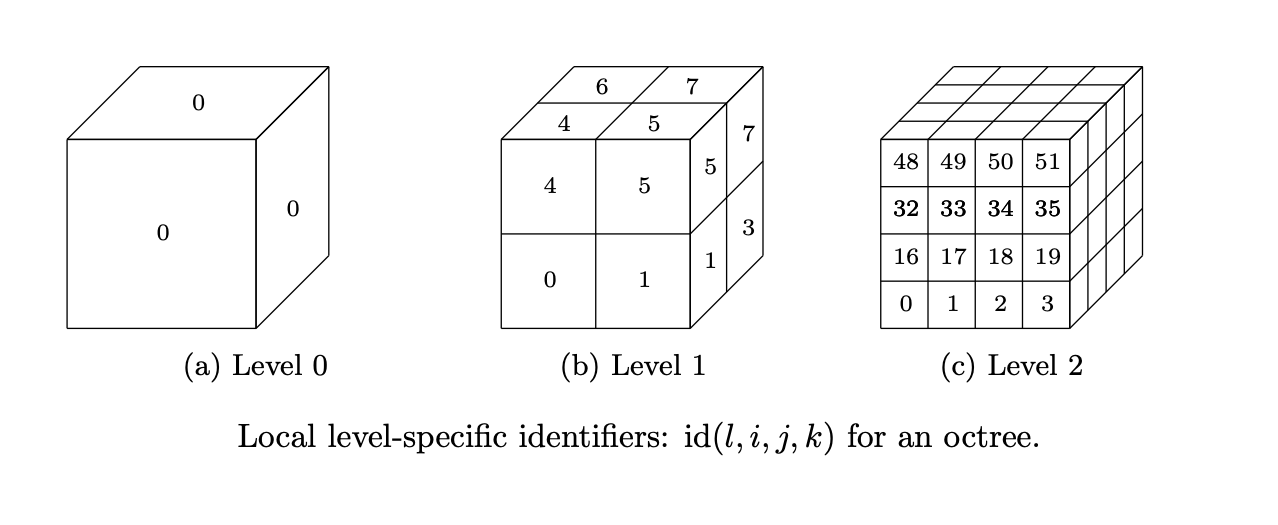 0
0
0
6 7
4 5
7
4 5 5
3
0 1 1
48 49 50 51
32 33 34 35
16 17 18 19
0 1 2 3
(a) Level 0
(b) Level 1
(c) Level 2
Local level-specific identifiers: id(l, i, j, k) for an octree.